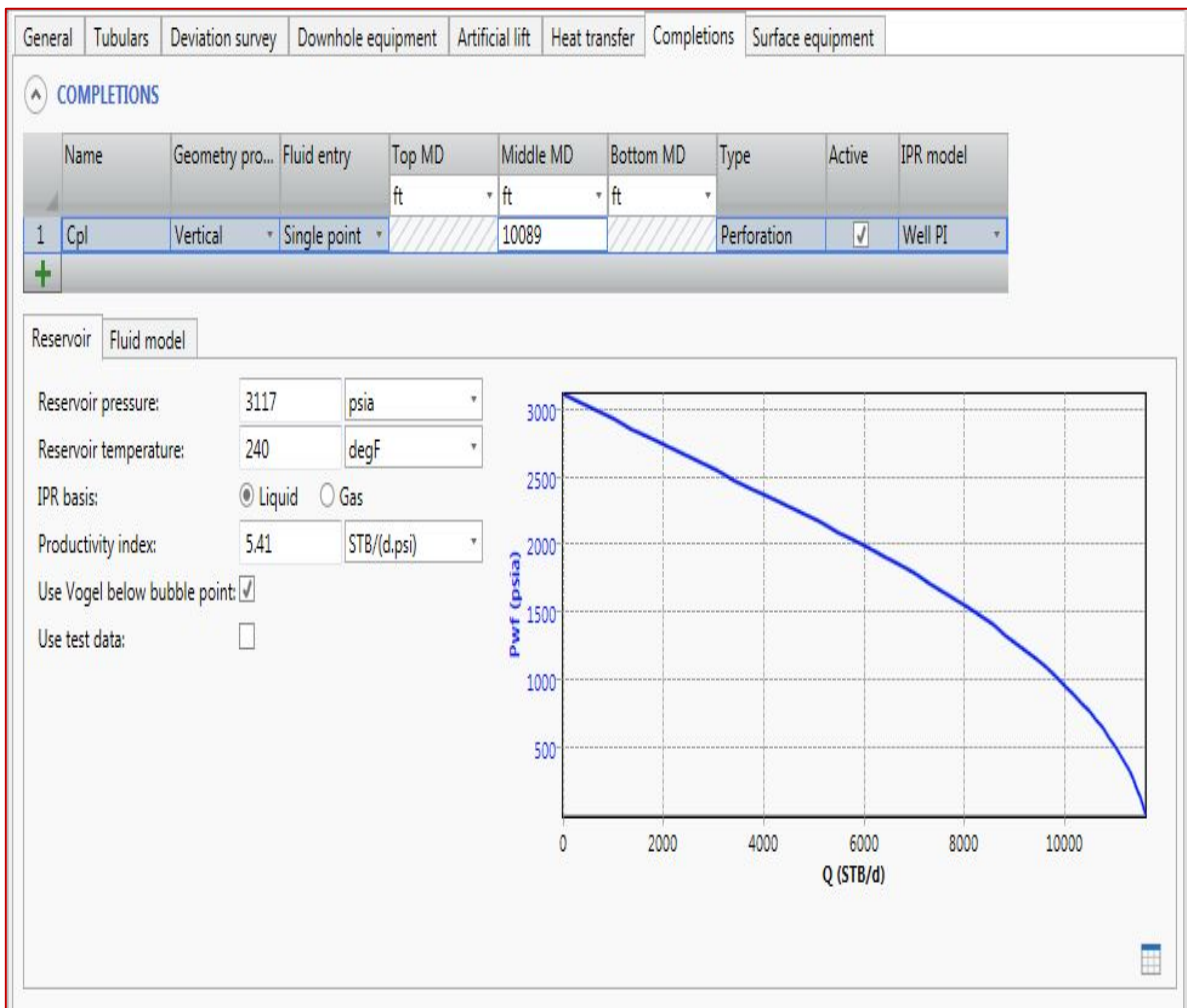 General Tubulars Deviation survey Downhole equipment Artificial lift Heat transfer Completions Surface equipment
COMPLETIONS
Name Geometry pro... Fluid entry Top MD Middle MD Bottom MD Type Active IPR model
ft ft ft
1 Cpl Vertical Single point 10089 Perforation Well PI
Reservoir Fluid model
Reservoir pressure: 3117 psia
Reservoir temperature: 240 degF
IPR basis: Liquid Gas
Productivity index: 5.41 STB/(d.psi)
Use Vogel below bubble point:
Use test data:
3000
2500
2000
1500
1000
500
Pwf (psia)
0 2000 4000 6000 8000 10000
Q (STB/d)